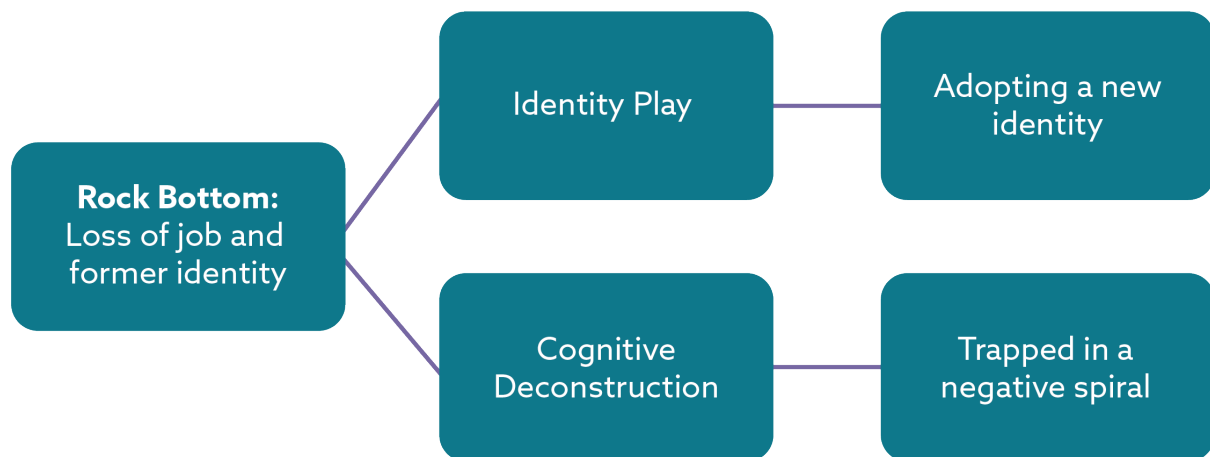 Rock Bottom:
Loss of job and
former identity
Identity Play
Adopting a new
identity
Cognitive
Deconstruction
Trapped in a
negative spiral